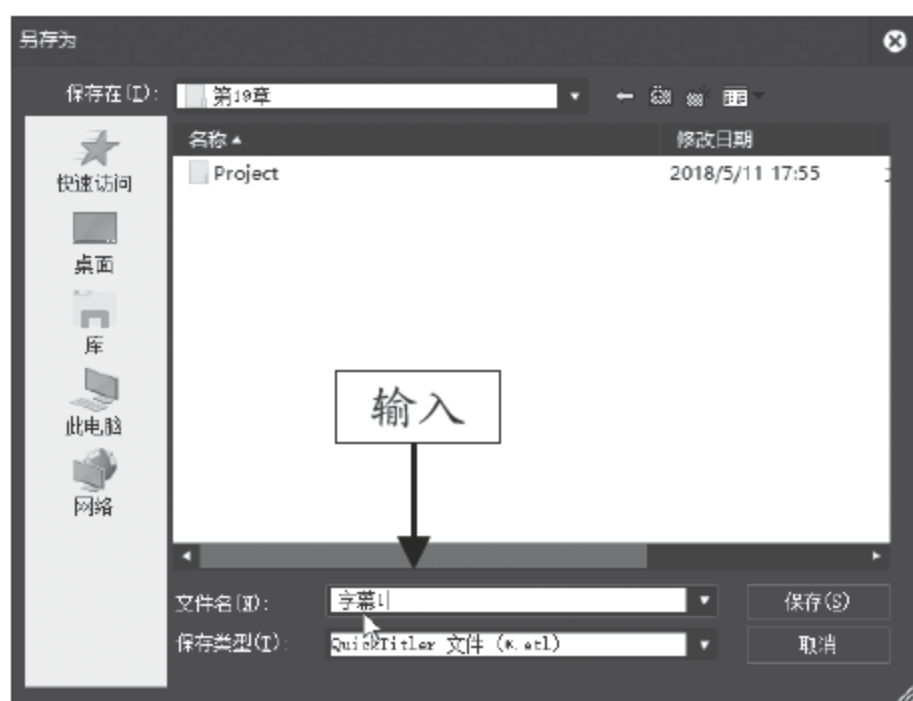 另存为
保存在(I): 第19章
名称 修改日期
Project 2018/5/11 17:55
快速访问
桌面
库
此电脑
网络
输入
文件名(N): 字幕1 保存(S)
保存类型(T): QuickTitler 文件 (*.etl) 取消